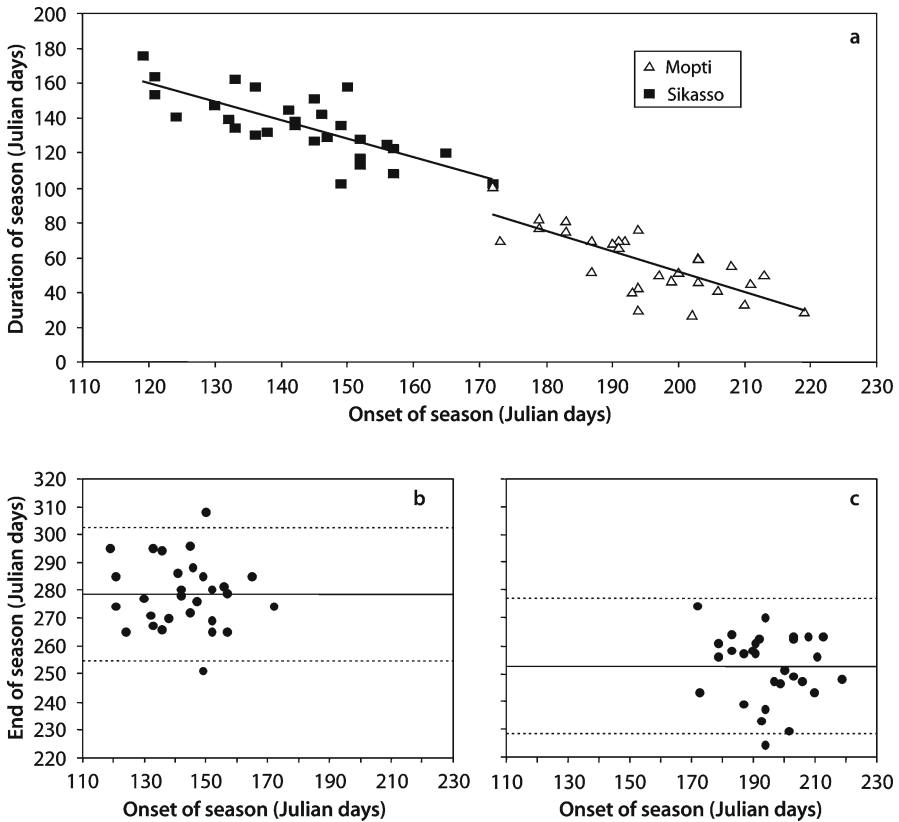 a
200
180
160
140
120
100
80
60
40
20
0
Duration of season (Julian days)
Mopti
Sikasso
110 120 130 140 150 160 170 180 190 200 210 220 230
Onset of season (Julian days)
b
320
310
300
290
280
270
260
250
240
230
220
End of season (Julian days)
110 130 150 170 190 210 230
Onset of season (Julian days)
c
110 130 150 170 190 210 230
Onset of season (Julian days)